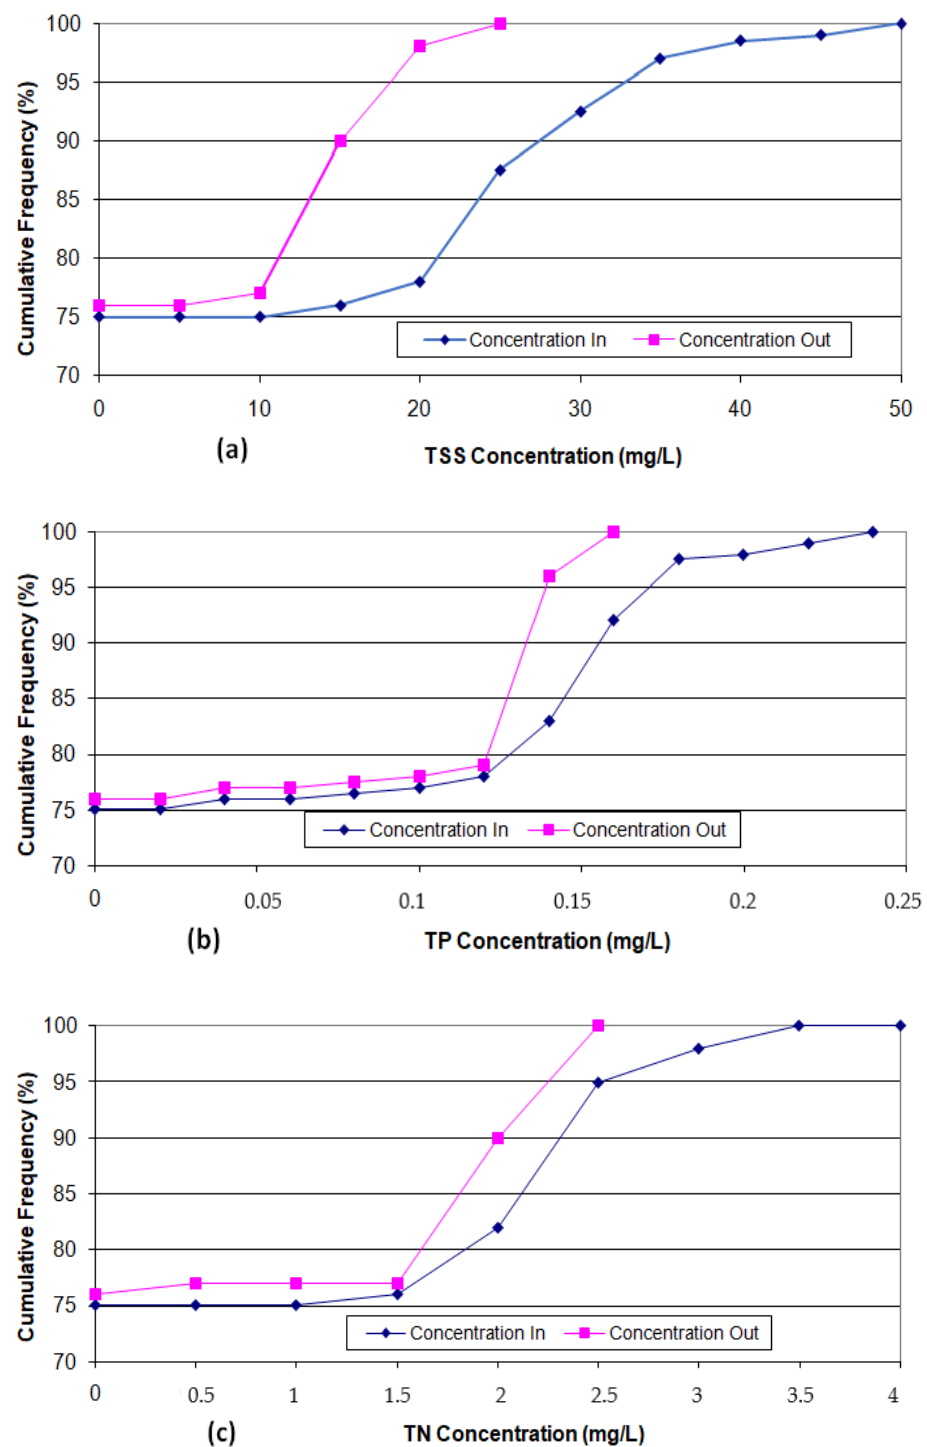 100
95
90
85
80
75
70
Cumulative Frequency (%)
Concentration In Concentration Out
0 10 20 30 40 50
(a) TSS Concentration (mg/L)
100
95
90
85
80
75
70
Cumulative Frequency (%)
Concentration In Concentration Out
0 0.05 0.1 0.15 0.2 0.25
(b) TP Concentration (mg/L)
100
95
90
85
80
75
70
Cumulative Frequency (%)
Concentration In Concentration Out
0 0.5 1 1.5 2 2.5 3 3.5 4
(c) TN Concentration (mg/L)